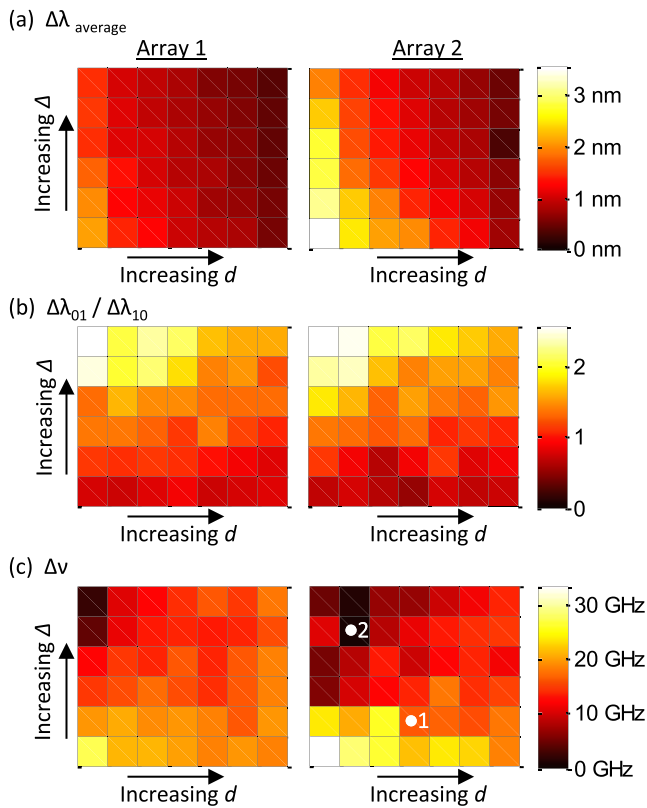 (a) Δλ average
Array 1
Array 2
Increasing Δ
3 nm
2 nm
1 nm
0 nm
Increasing d
Increasing d
(b) Δλ01 / Δλ10
Increasing Δ
2
1
0
Increasing d
Increasing d
(c) Δν
Increasing Δ
2
1
30 GHz
20 GHz
10 GHz
0 GHz
Increasing d
Increasing d